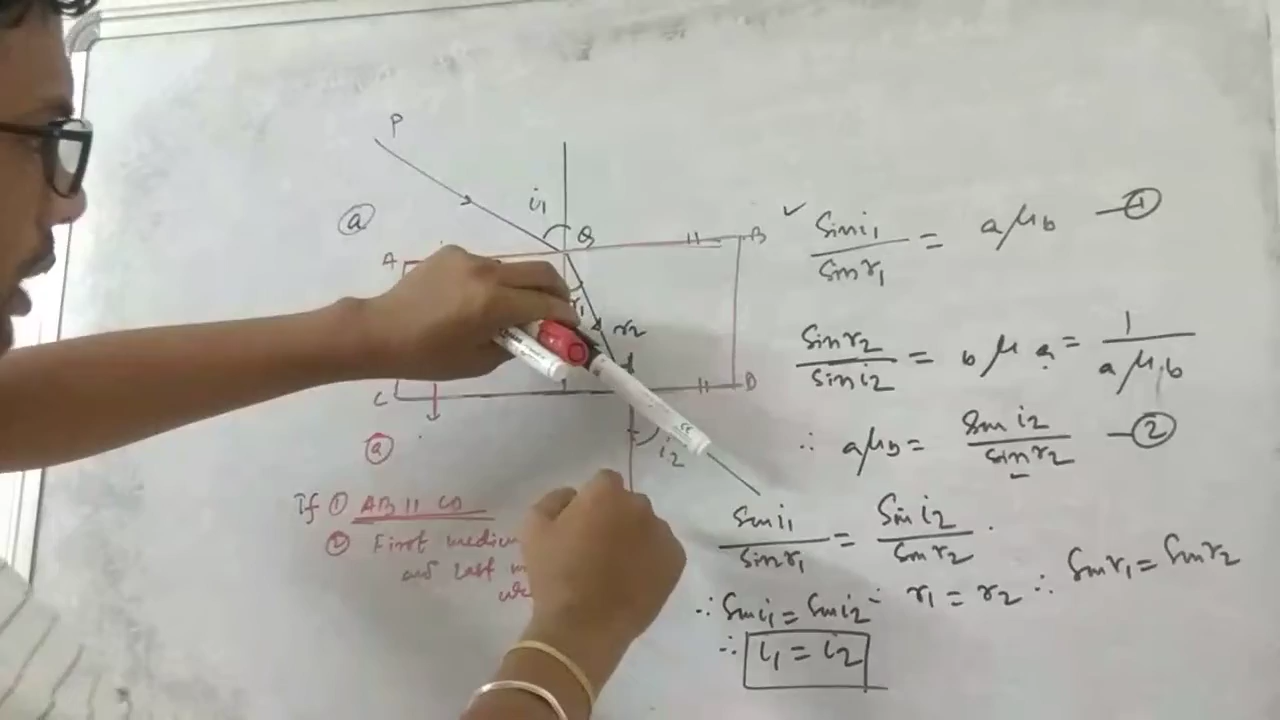 P
i1
a
Q
A
B
r1
r2
C
D
a
i2
If ① AB || CD
② First medium
and last
Sin i1 / Sin r1 = aμb — ①
Sin r2 / Sin i2 = bμa = 1 / aμb
∴ aμb = Sin i2 / Sin r2 — ②
Sin i1 / Sin r1 = Sin i2 / Sin r2
∴ Sin i1 = Sin i2 ∵ r1 = r2 ∴ Sin r1 = Sin r2
∴ i1 = i2